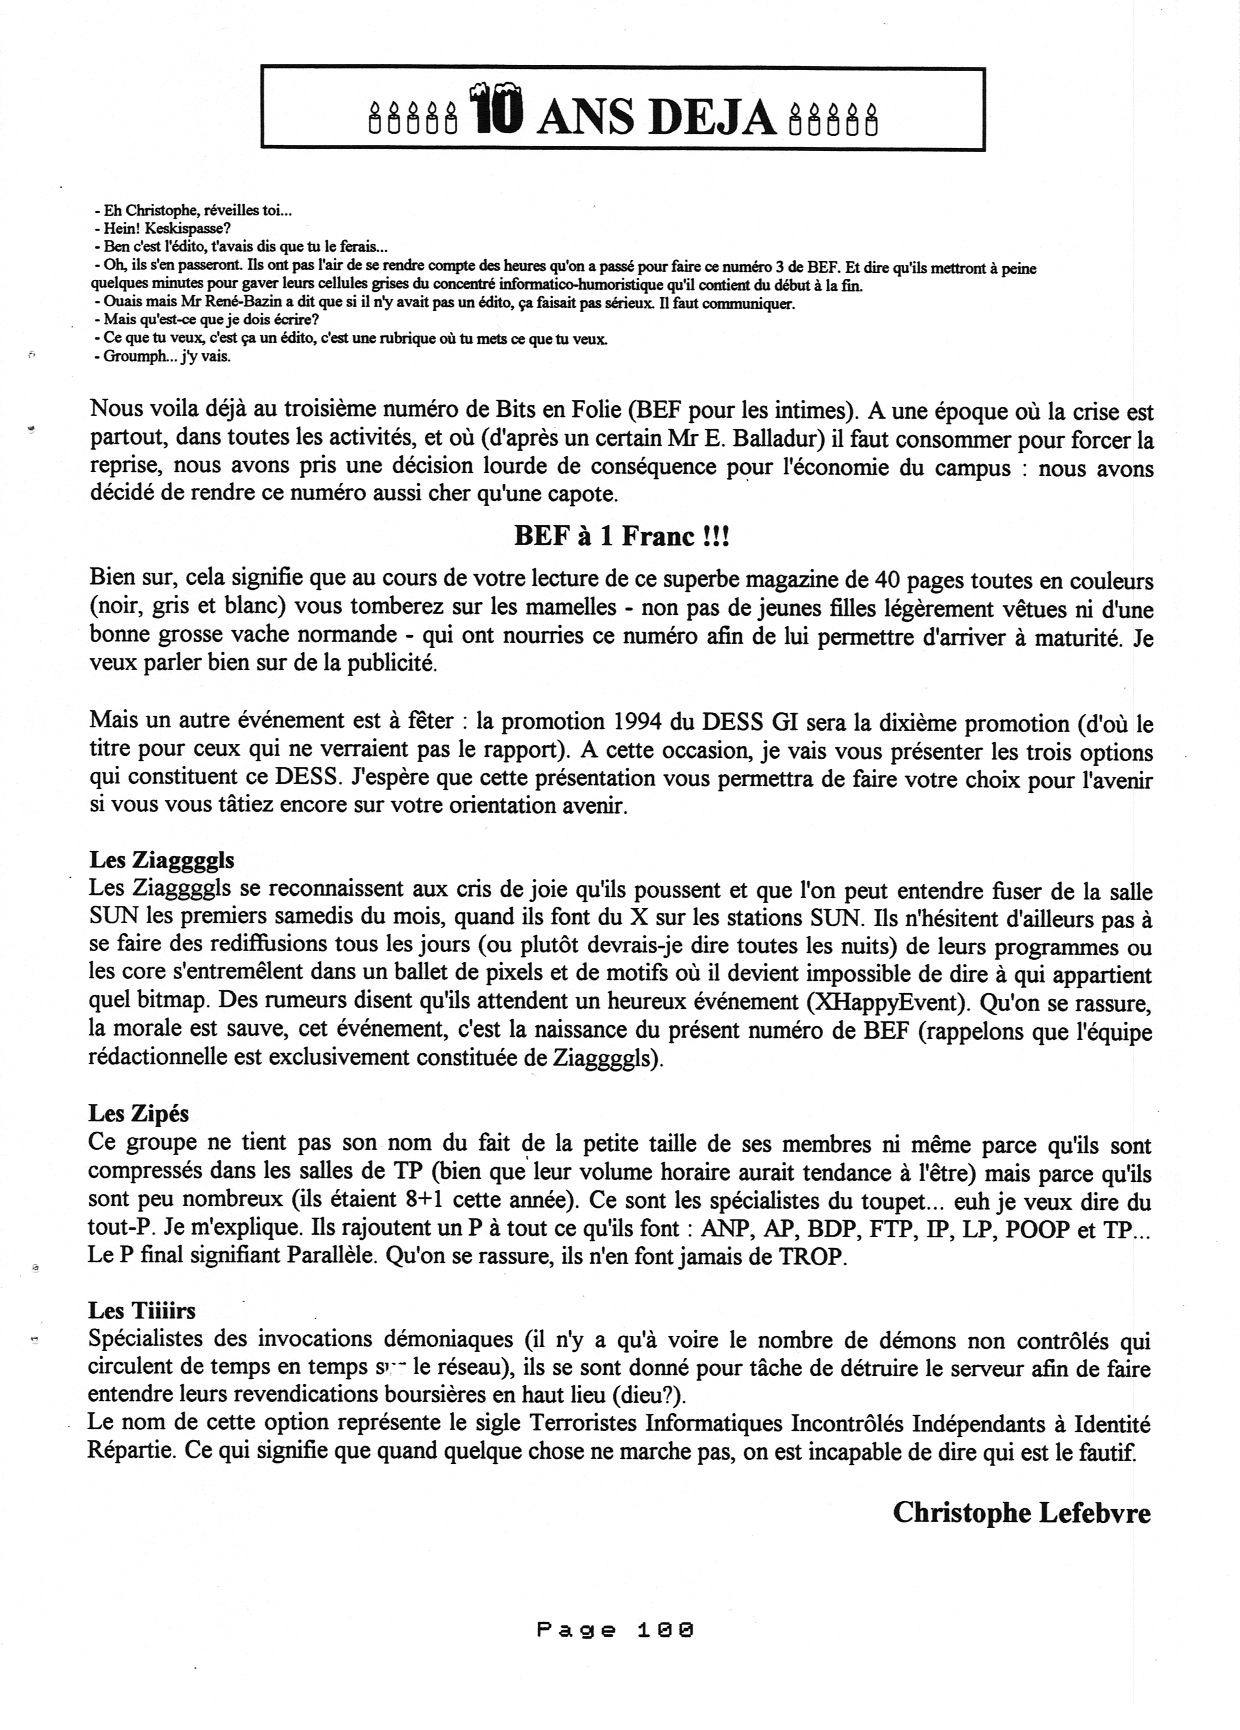 10 ANS DEJA
- Eh Christophe, réveilles toi...
- Hein! Keskispasse?
- Ben c'est l'édito, t'avais dis que tu le ferais...
- Oh, ils s'en passeront. Ils ont pas l'air de se rendre compte des heures qu'on a passé pour faire ce numéro 3 de BEF. Et dire qu'ils mettront à peine
quelques minutes pour gaver leurs cellules grises du concentré informatico-humoristique qu'il contient du début à la fin.
- Ouais mais Mr René-Bazin a dit que si il n'y avait pas un édito, ça faisait pas sérieux. Il faut communiquer.
- Mais qu'est-ce que je dois écrire?
- Ce que tu veux, c'est ça un édito, c'est une rubrique où tu mets ce que tu veux.
- Groumph... j'y vais.
Nous voila déjà au troisième numéro de Bits en Folie (BEF pour les intimes). A une époque où la crise est
partout, dans toutes les activités, et où (d'après un certain Mr E. Balladur) il faut consommer pour forcer la
reprise, nous avons pris une décision lourde de conséquence pour l'économie du campus : nous avons
décidé de rendre ce numéro aussi cher qu'une capote.
BEF à 1 Franc !!!
Bien sur, cela signifie que au cours de votre lecture de ce superbe magazine de 40 pages toutes en couleurs
(noir, gris et blanc) vous tomberez sur les mamelles - non pas de jeunes filles légèrement vêtues ni d'une
bonne grosse vache normande - qui ont nourries ce numéro afin de lui permettre d'arriver à maturité. Je
veux parler bien sur de la publicité.
Mais un autre événement est à fêter : la promotion 1994 du DESS GI sera la dixième promotion (d'où le
titre pour ceux qui ne verraient pas le rapport). A cette occasion, je vais vous présenter les trois options
qui constituent ce DESS. J'espère que cette présentation vous permettra de faire votre choix pour l'avenir
si vous vous tâtiez encore sur votre orientation avenir.
Les Ziaggggls
Les Ziaggggls se reconnaissent aux cris de joie qu'ils poussent et que l'on peut entendre fuser de la salle
SUN les premiers samedis du mois, quand ils font du X sur les stations SUN. Ils n'hésitent d'ailleurs pas à
se faire des rediffusions tous les jours (ou plutôt devrais-je dire toutes les nuits) de leurs programmes ou
les core s'entremêlent dans un ballet de pixels et de motifs où il devient impossible de dire à qui appartient
quel bitmap. Des rumeurs disent qu'ils attendent un heureux événement (XHappyEvent). Qu'on se rassure,
la morale est sauve, cet événement, c'est la naissance du présent numéro de BEF (rappelons que l'équipe
rédactionnelle est exclusivement constituée de Ziaggggls).
Les Zipés
Ce groupe ne tient pas son nom du fait de la petite taille de ses membres ni même parce qu'ils sont
compressés dans les salles de TP (bien que leur volume horaire aurait tendance à l'être) mais parce qu'ils
sont peu nombreux (ils étaient 8+1 cette année). Ce sont les spécialistes du toupet... euh je veux dire du
tout-P. Je m'explique. Ils rajoutent un P à tout ce qu'ils font : ANP, AP, BDP, FTP, IP, LP, POOP et TP...
Le P final signifiant Parallèle. Qu'on se rassure, ils n'en font jamais de TROP.
Les Tiiiirs
Spécialistes des invocations démoniaques (il n'y a qu'à voire le nombre de démons non contrôlés qui
circulent de temps en temps le réseau), ils se sont donné pour tâche de détruire le serveur afin de faire
entendre leurs revendications boursières en haut lieu (dieu?).
Le nom de cette option représente le sigle Terroristes Informatiques Incontrôlés Indépendants à Identité
Répartie. Ce qui signifie que quand quelque chose ne marche pas, on est incapable de dire qui est le fautif.
Christophe Lefebvre
Page 100